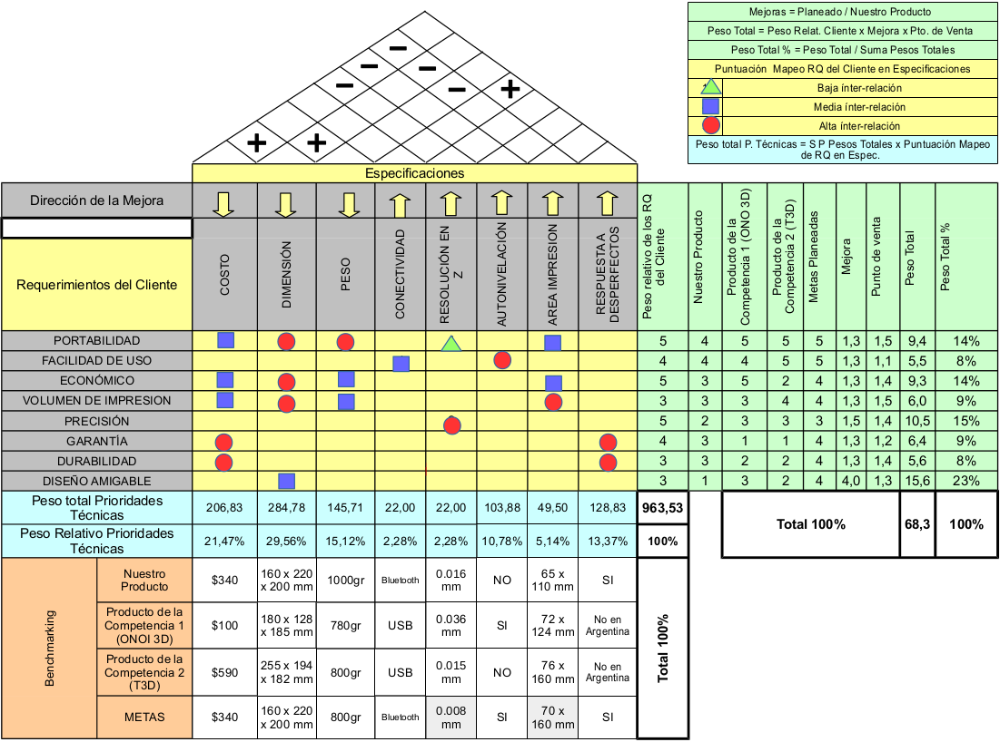 Mejoras = Planeado / Nuestro Producto
Peso Total = Peso Relat. Cliente x Mejora x Pto. de Venta
Peso Total % = Peso Total / Suma Pesos Totales
Puntuación Mapeo RQ del Cliente en Especificaciones
Baja ínter-relación
Media ínter-relación
Alta ínter-relación
Peso total P. Técnicas = S P Pesos Totales x Puntuación Mapeo
de RQ en Espec.
Especificaciones
Dirección de la Mejora
Requerimientos del Cliente
COSTO
DIMENSIÓN
PESO
CONECTIVIDAD
RESOLUCIÓN EN
Z
AUTONIVELACIÓN
AREA IMPRESION
RESPUESTA A
DESPERFECTOS
Peso relativo de los RQ
del Cliente
Nuestro Producto
Producto de la
Competencia 1 (ONO 3D)
Producto de la
Competencia 2 (T3D)
Metas Planeadas
Mejora
Punto de venta
Peso Total
Peso Total %
PORTABILIDAD 5 4 5 5 5 1,3 1,5 9,4 14%
FACILIDAD DE USO 4 4 4 5 5 1,3 1,1 5,5 8%
ECONÓMICO 5 3 5 2 4 1,3 1,4 9,3 14%
VOLUMEN DE IMPRESION 3 3 3 4 4 1,3 1,5 6,0 9%
PRECISIÓN 5 2 3 3 3 1,5 1,4 10,5 15%
GARANTÍA 4 3 1 1 4 1,3 1,2 6,4 9%
DURABILIDAD 3 3 2 2 4 1,3 1,4 5,6 8%
DISEÑO AMIGABLE 3 1 3 2 4 4,0 1,3 15,6 23%
Peso total Prioridades
Técnicas
206,83 284,78 145,71 22,00 22,00 103,88 49,50 128,83 963,53
Peso Relativo Prioridades
Técnicas
21,47% 29,56% 15,12% 2,28% 2,28% 10,78% 5,14% 13,37% 100%
Total 100% 68,3 100%
Benchmarking
Nuestro
Producto
$340
160 x 220
x 200 mm
1000gr
Bluetooth
0.016
mm
NO
65 x
110 mm
SI
Producto de la
Competencia 1
(ONOI 3D)
$100
180 x 128
x 185 mm
780gr
USB
0.036
mm
SI
72 x
124 mm
No en
Argentina
Producto de la
Competencia 2
(T3D)
$590
255 x 194
x 182 mm
800gr
USB
0.015
mm
NO
76 x
160 mm
No en
Argentina
METAS
$340
160 x 220
x 200 mm
800gr
Bluetooth
0.008
mm
SI
70 x
160 mm
SI
Total 100%